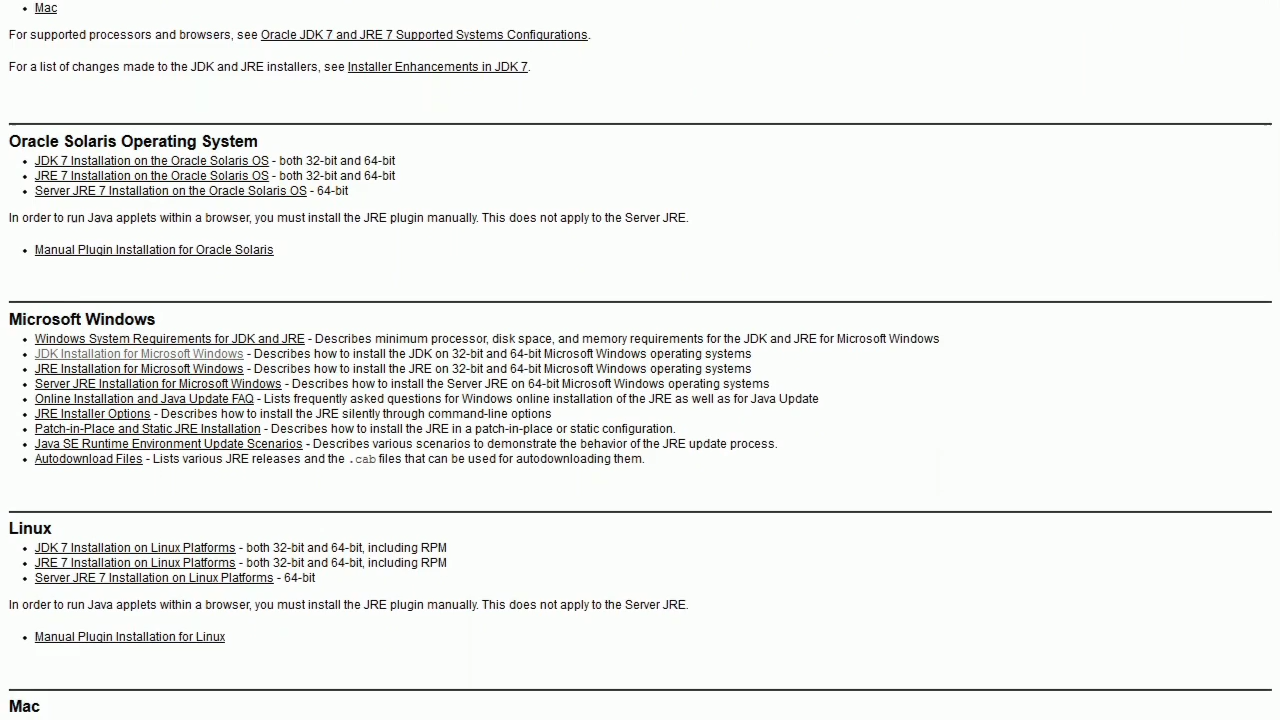 Mac
For supported processors and browsers, see Oracle JDK 7 and JRE 7 Supported Systems Configurations.
For a list of changes made to the JDK and JRE installers, see Installer Enhancements in JDK 7.
Oracle Solaris Operating System
JDK 7 Installation on the Oracle Solaris OS - both 32-bit and 64-bit
JRE 7 Installation on the Oracle Solaris OS - both 32-bit and 64-bit
Server JRE 7 Installation on the Oracle Solaris OS - 64-bit
In order to run Java applets within a browser, you must install the JRE plugin manually. This does not apply to the Server JRE.
Manual Plugin Installation for Oracle Solaris
Microsoft Windows
Windows System Requirements for JDK and JRE - Describes minimum processor, disk space, and memory requirements for the JDK and JRE for Microsoft Windows
JDK Installation for Microsoft Windows - Describes how to install the JDK on 32-bit and 64-bit Microsoft Windows operating systems
JRE Installation for Microsoft Windows - Describes how to install the JRE on 32-bit and 64-bit Microsoft Windows operating systems
Server JRE Installation for Microsoft Windows - Describes how to install the Server JRE on 64-bit Microsoft Windows operating systems
Online Installation and Java Update FAQ - Lists frequently asked questions for Windows online installation of the JRE as well as for Java Update
JRE Installer Options - Describes how to install the JRE silently through command-line options
Patch-in-Place and Static JRE Installation - Describes how to install the JRE in a patch-in-place or static configuration.
Java SE Runtime Environment Update Scenarios - Describes various scenarios to demonstrate the behavior of the JRE update process.
Autodownload Files - Lists various JRE releases and the .cab files that can be used for autodownloading them.
Linux
JDK 7 Installation on Linux Platforms - both 32-bit and 64-bit, including RPM
JRE 7 Installation on Linux Platforms - both 32-bit and 64-bit, including RPM
Server JRE 7 Installation on Linux Platforms - 64-bit
In order to run Java applets within a browser, you must install the JRE plugin manually. This does not apply to the Server JRE.
Manual Plugin Installation for Linux
Mac